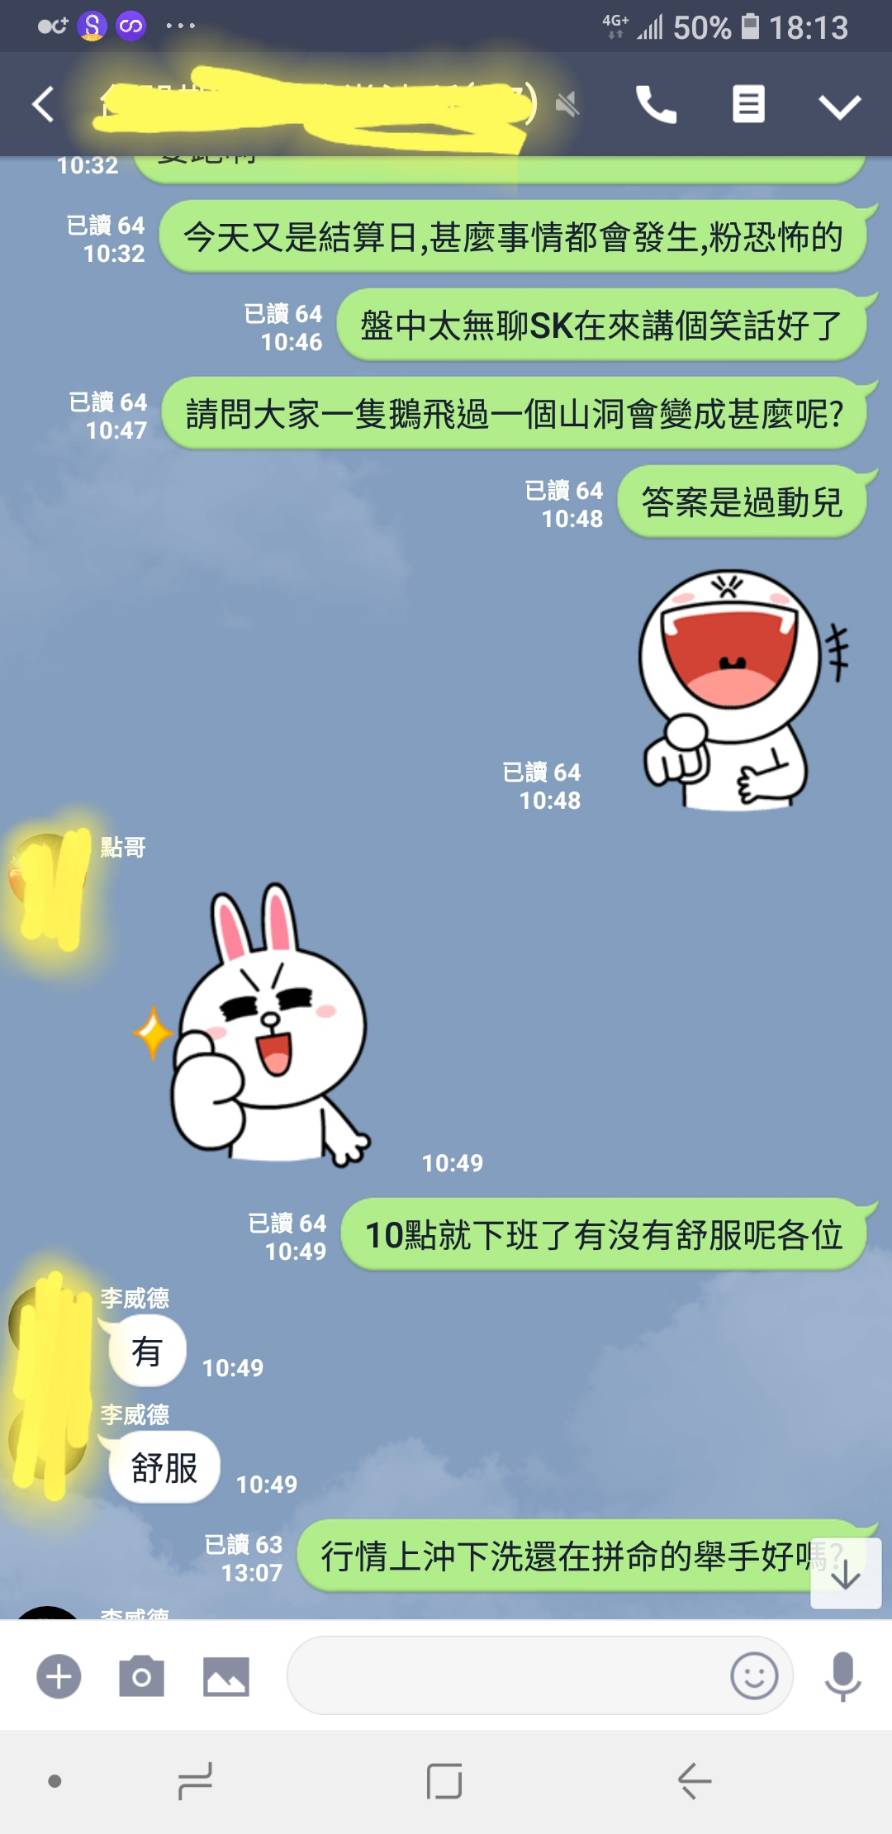 4G+ 50% 18:13
10:32
已讀 64
10:32
今天又是結算日,甚麼事情都會發生,粉恐怖的
已讀 64
10:46
盤中太無聊SK在來講個笑話好了
已讀 64
10:47
請問大家一隻鵝飛過一個山洞會變成甚麼呢?
已讀 64
10:48
答案是過動兒
已讀 64
10:48
點哥
10:49
已讀 64
10:49
10點就下班了有沒有舒服呢各位
李威德
有
10:49
李威德
舒服
10:49
已讀 63
13:07
行情上沖下洗還在拼命的舉手好嗎?
李威德